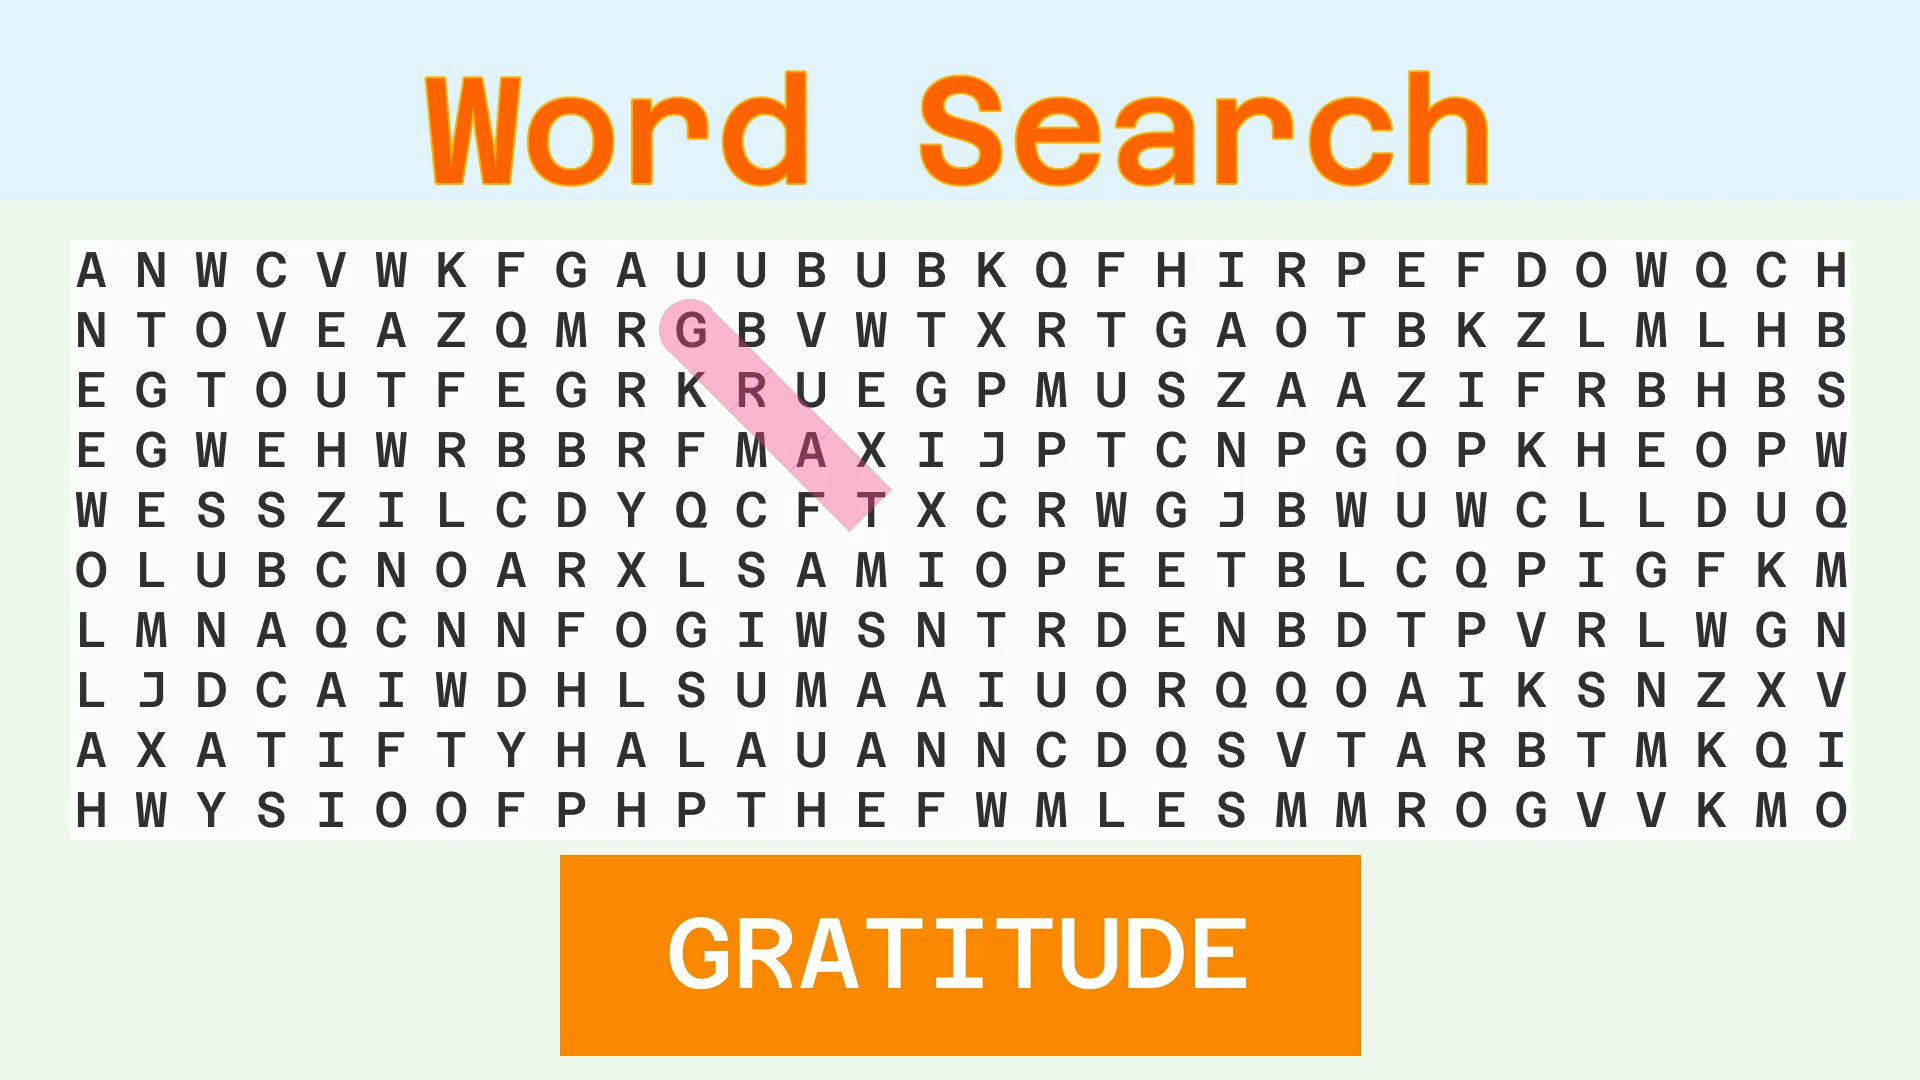 Word Search
A N W C V W K F G A U U B U B K Q F H I R P E F D O W Q C H
N T O V E A Z Q M R G B V W T X R T G A O T B K Z L M L H B
E G T O U T F E G R K R U E G P M U S Z A A Z I F R B H B S
E G W E H W R B B R F M A X I J P T C N P G O P K H E O P W
W E S S Z I L C D Y Q C F T X C R W G J B W U W C L L D U Q
O L U B C N O A R X L S A M I O P E E T B L C Q P I G F K M
L M N A Q C N N F O G I W S N T R D E N B D T P V R L W G N
L J D C A I W D H L S U M A A I U O R Q Q O A I K S N Z X V
A X A T I F T Y H A L A U A N N C D Q S V T A R B T M K Q I
H W Y S I O O F P H P T H E F W M L E S M M R O G V V K M O
GRATITUDE